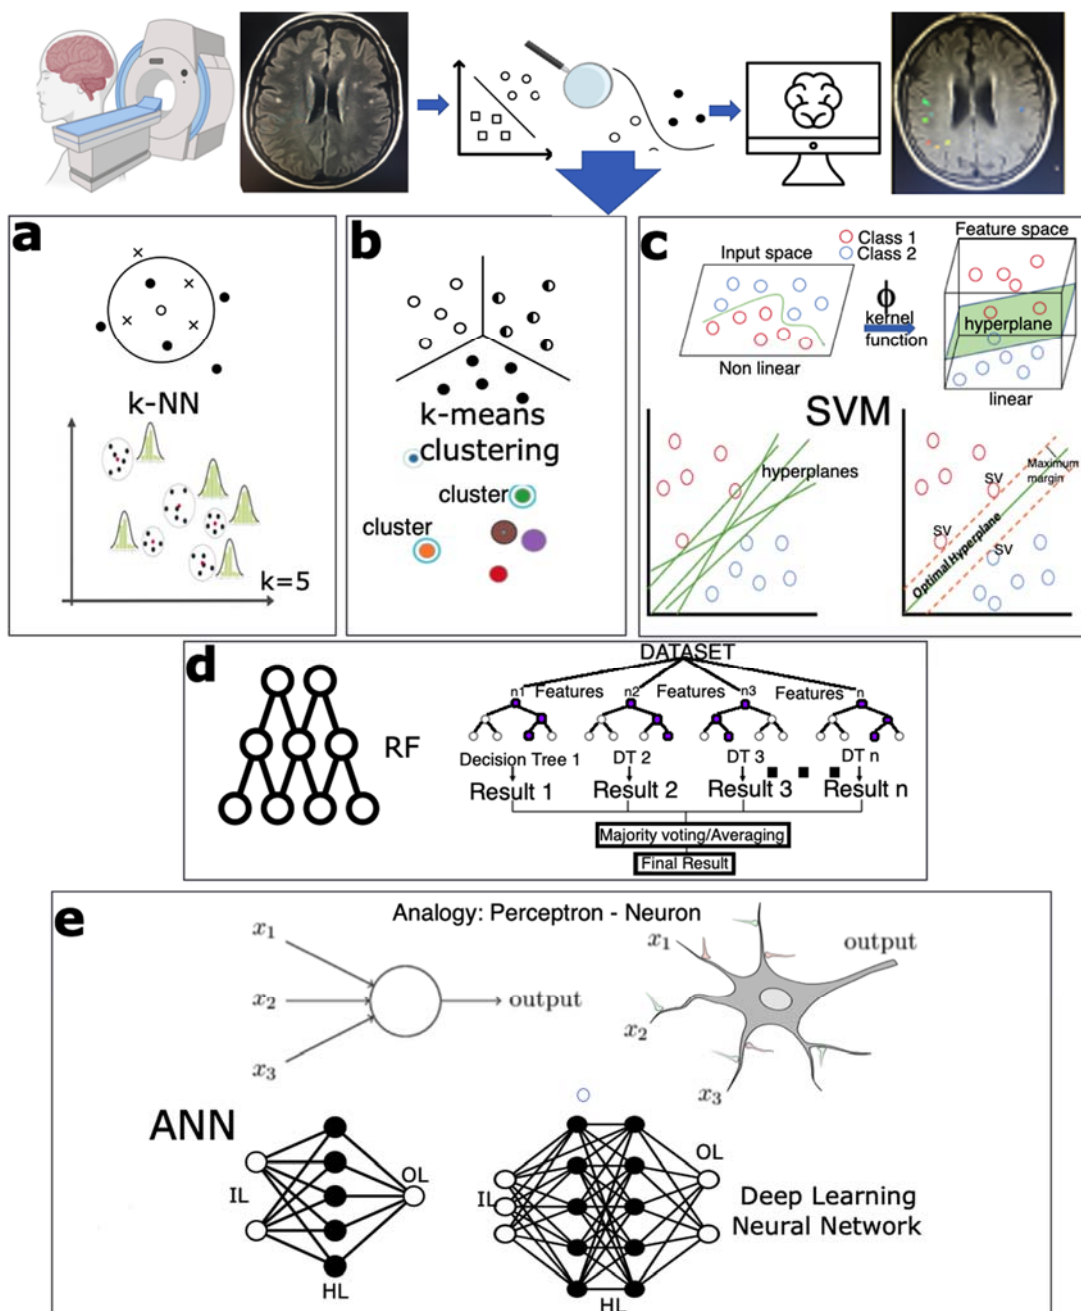 a
k-NN
k=5
b
k-means
clustering
cluster
cluster
c
Class 1
Class 2
Input space
Non linear
ϕ
kernel
function
Feature space
hyperplane
linear
SVM
hyperplanes
SV
SV
SV
Maximum
margin
Optimal Hyperplane
d
RF
DATASET
n1 Features n2 Features n3 Features n
Decision Tree 1 DT 2 DT 3 DT n
Result 1 Result 2 Result 3 Result n
Majority voting/Averaging
Final Result
e
Analogy: Perceptron - Neuron
x1
x2
x3
output
x1
x2
x3
output
ANN
IL
HL
OL
IL
HL
OL
Deep Learning
Neural Network